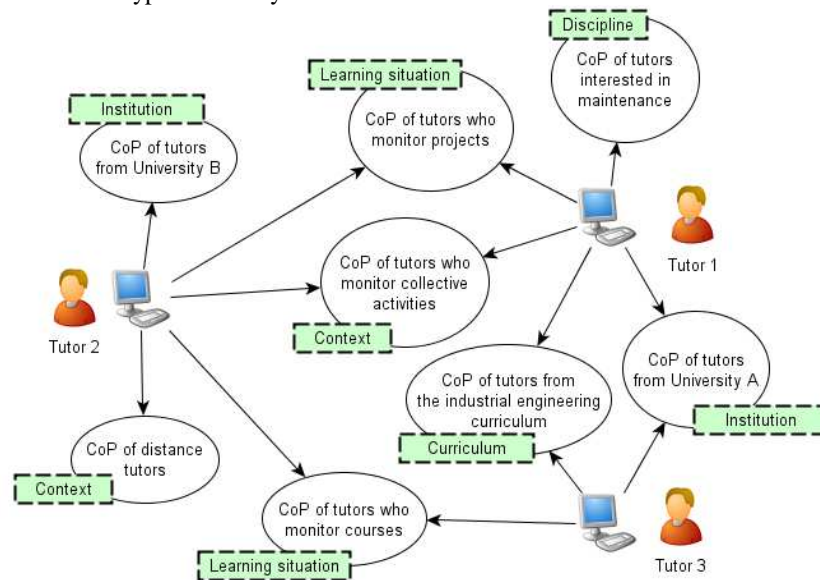 Discipline
CoP of tutors
interested in
maintenance
Learning situation
CoP of tutors who
monitor projects
Institution
CoP of tutors
from University B
Tutor 1
CoP of tutors who
monitor collective
activities
Context
Tutor 2
CoP of tutors
from University A
Institution
CoP of tutors from
the industrial engineering
curriculum
Curriculum
CoP of distance
tutors
Context
CoP of tutors who
monitor courses
Learning situation
Tutor 3